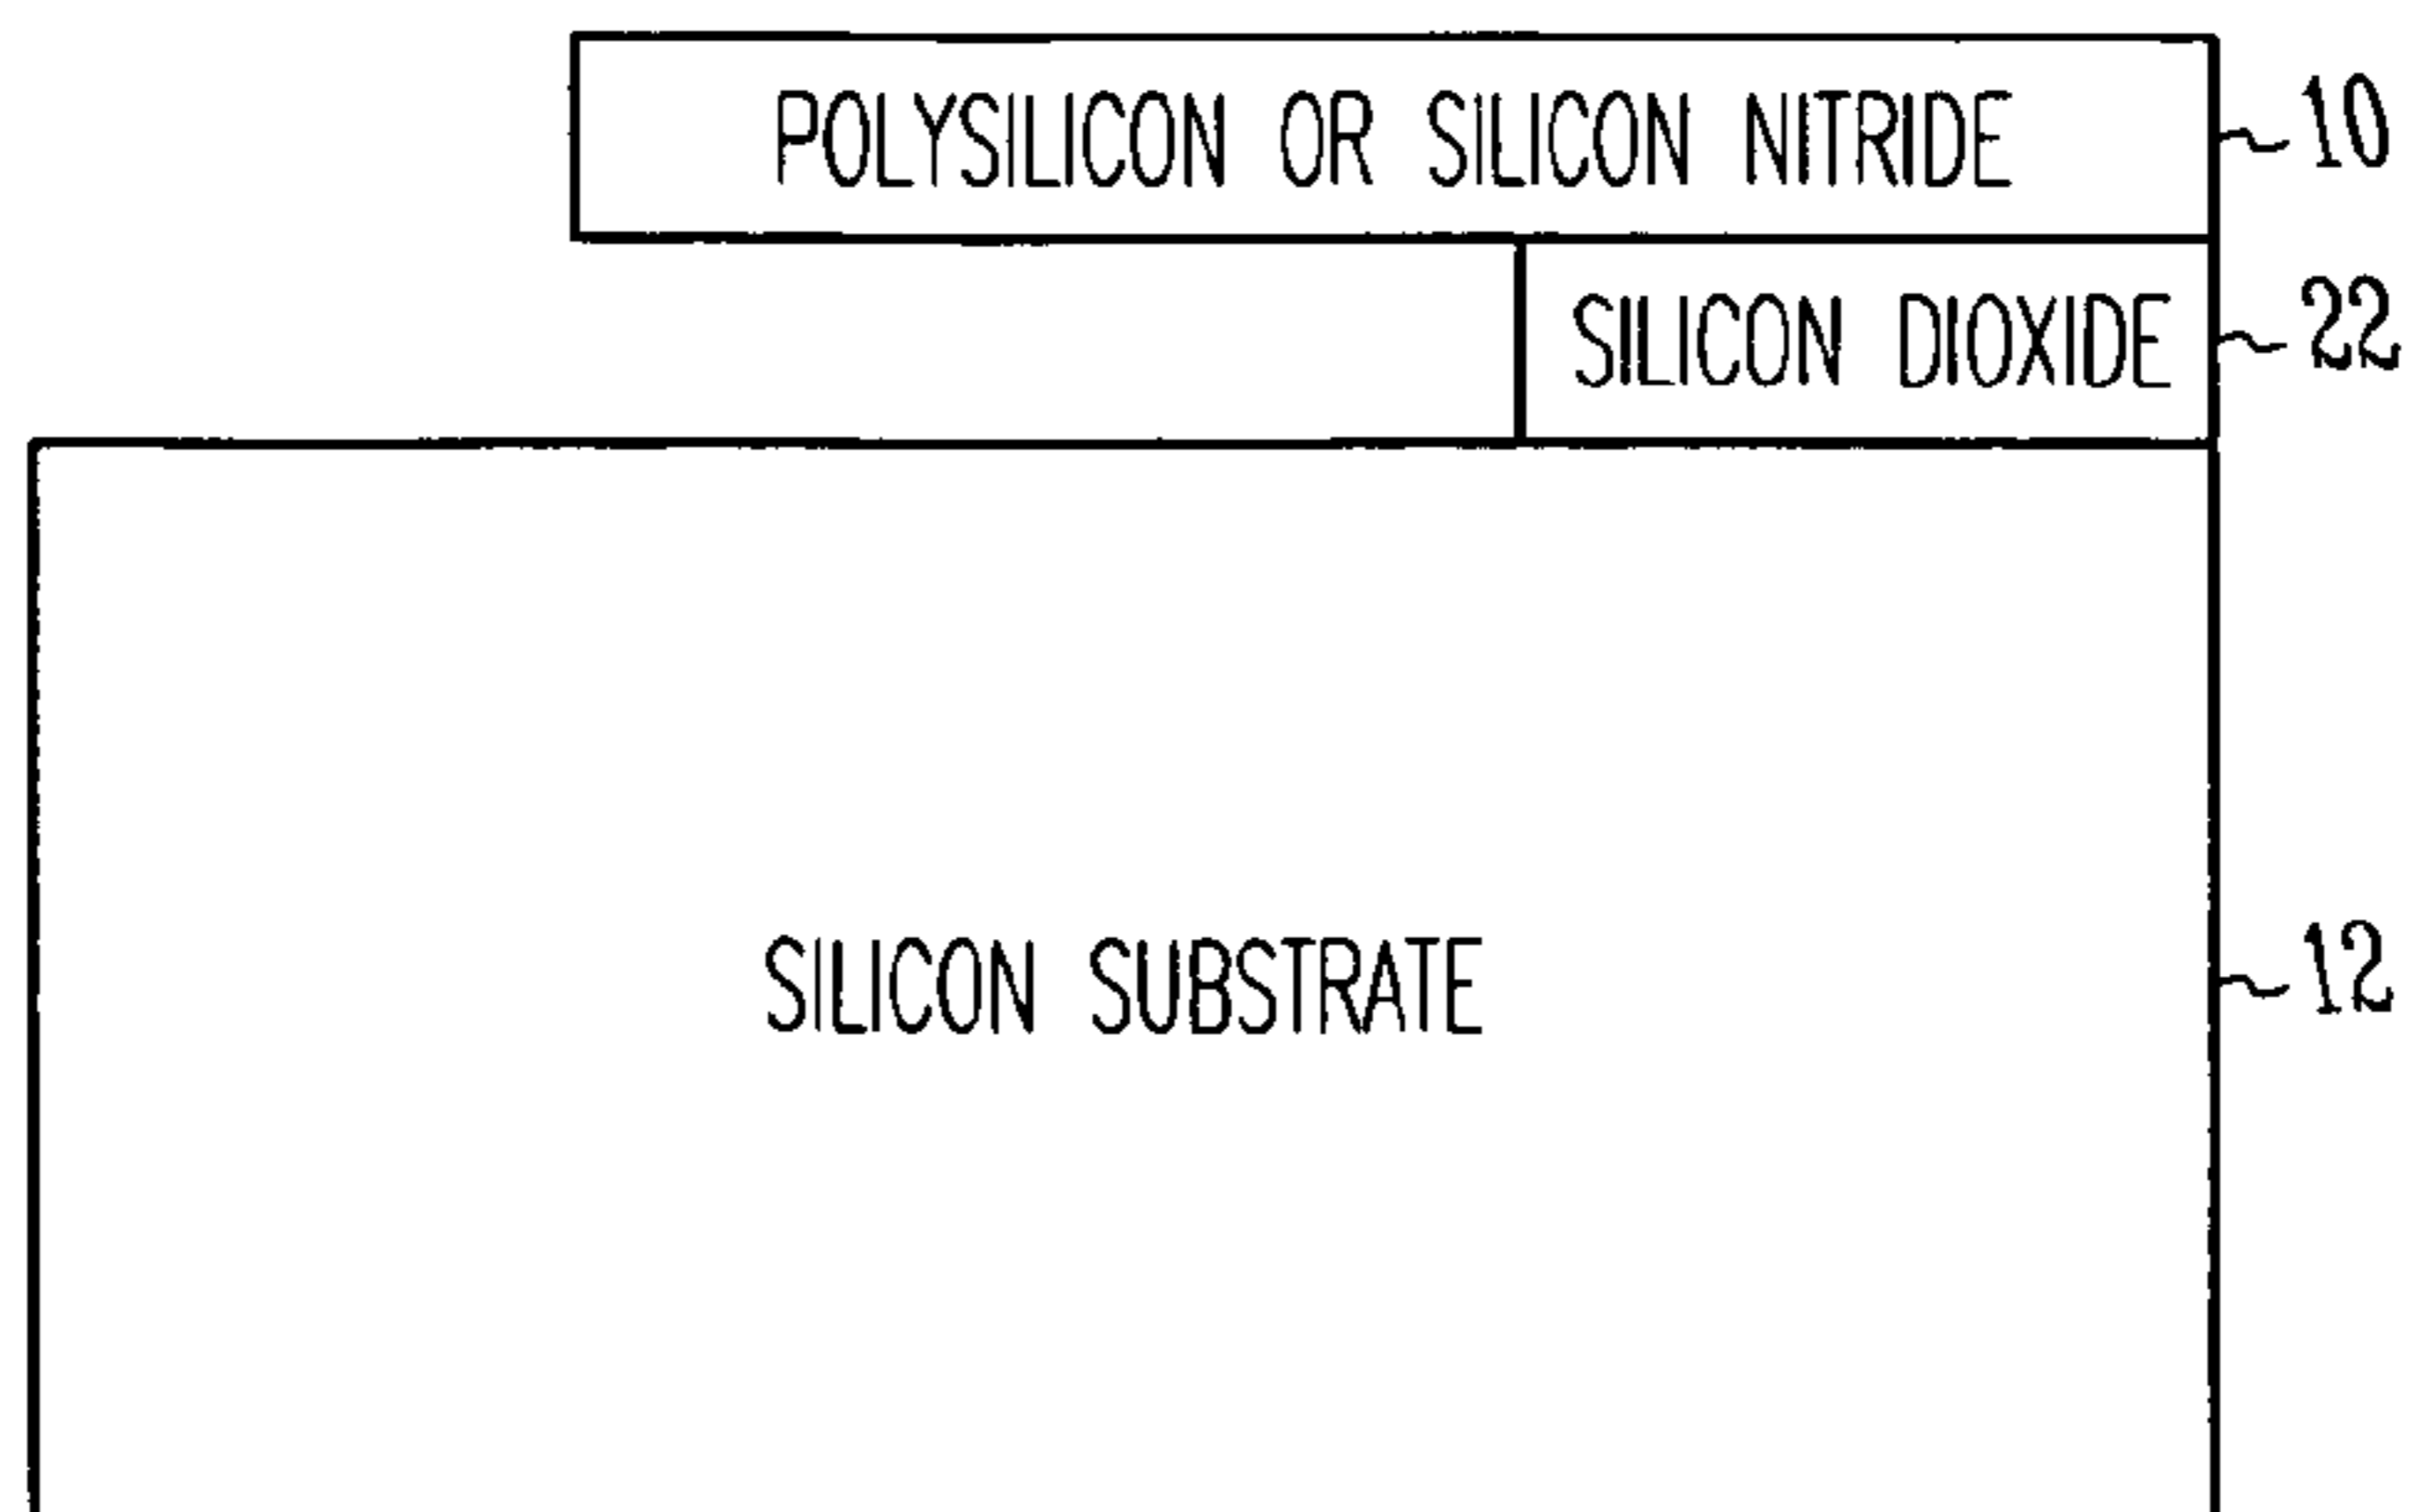 POLYSILICON OR SILICON NITRIDE 10
SILICON DIOXIDE 22
SILICON SUBSTRATE 12